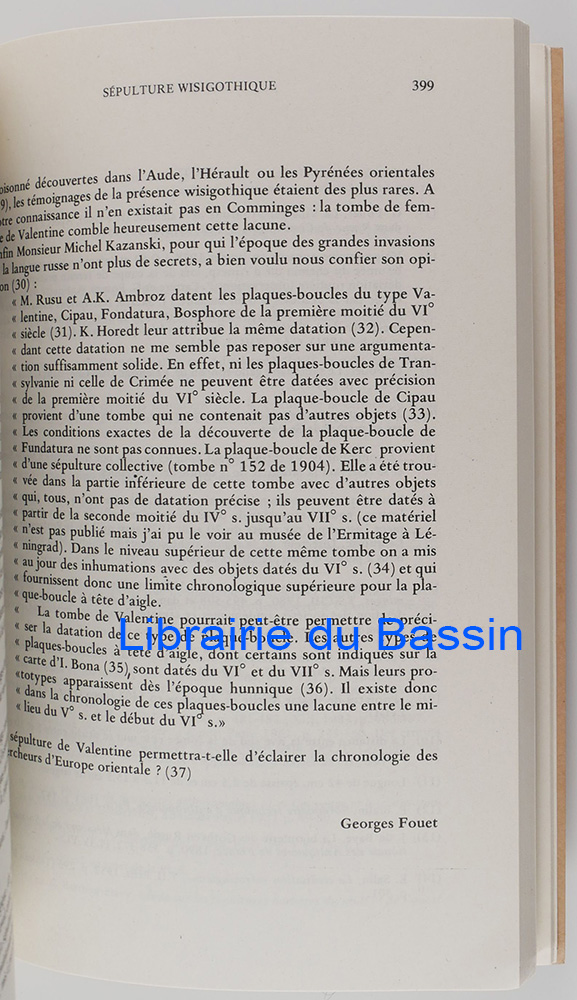 SÉPULTURE WISIGOTHIQUE 399
découvertes dans l'Aude, l'Hérault ou les Pyrénées orientales
9), les témoignages de la présence wisigothique étaient des plus rares. A
connaissance il n'en existait pas en Comminges : la tombe de fem-
de Valentine comble heureusement cette lacune.
Monsieur Michel Kazanski, pour qui l'époque des grandes invasions
la langue russe n'ont plus de secrets, a bien voulu nous confier son opi-
on (30) :
« M. Rusu et A.K. Ambroz datent les plaques-boucles du type Va-
« lentine, Cipau, Fondatura, Bosphore de la première moitié du VI°
« siècle (31). K. Horedt leur attribue la même datation (32). Cepen-
« dant cette datation ne me semble pas reposer sur une argumenta-
« tion suffisamment solide. En effet, ni les plaques-boucles de Tran-
« sylvanie ni celle de Crimée ne peuvent être datées avec précision
« de la première moitié du VI° siècle. La plaque-boucle de Cipau
« provient d'une tombe qui ne contenait pas d'autres objets (33).
« Les conditions exactes de la découverte de la plaque-boucle de
« Fundatura ne sont pas connues. La plaque-boucle de Kerc provient
« d'une sépulture collective (tombe n° 152 de 1904). Elle a été trou-
« vée dans la partie inférieure de cette tombe avec d'autres objets
« qui, tous, n'ont pas de datation précise ; ils peuvent être datés à
« partir de la seconde moitié du IV° s. jusqu'au VII° s. (ce matériel
« n'est pas publié mais j'ai pu le voir au musée de l'Ermitage à Lé-
« ningrad). Dans le niveau supérieur de cette même tombe on a mis
« au jour des inhumations avec des objets datés du VI° s. (34) et qui
« fournissent donc une limite chronologique supérieure pour la pla-
« que-boucle à tête d'aigle.
« La tombe de Valentine pourrait peut-être permettre de préci-
« ser la datation de ce type de plaque-boucle. Les autres types de
Librairie du Bassin
« plaques-boucles à tête d'aigle, dont certains sont indiqués sur la
« carte d'I. Bona (35), sont datés du VI° et du VII° s. Mais leurs pro-
« totypes apparaissent dès l'époque hunnique (36). Il existe donc
« dans la chronologie de ces plaques-boucles une lacune entre le mi-
« lieu du V° s. et le début du VI° s.»
sépulture de Valentine permettra-t-elle d'éclairer la chronologie des
rcheurs d'Europe orientale ? (37)
Georges Fouet